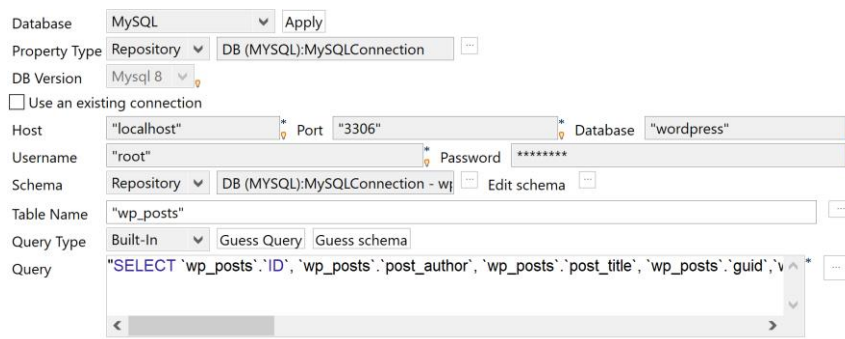 Database MySQL Apply
Property Type Repository DB (MYSQL):MySQLConnection ...
DB Version Mysql 8
Use an existing connection
Host "localhost" * Port "3306" * Database "wordpress"
Username "root" * Password ********
Schema Repository DB (MYSQL):MySQLConnection - wp ... Edit schema ...
Table Name "wp_posts" ...
Query Type Built-In Guess Query Guess schema
Query "SELECT `wp_posts`.`ID`, `wp_posts`.`post_author`, `wp_posts`.`post_title`, `wp_posts`.`guid`,`v * ...